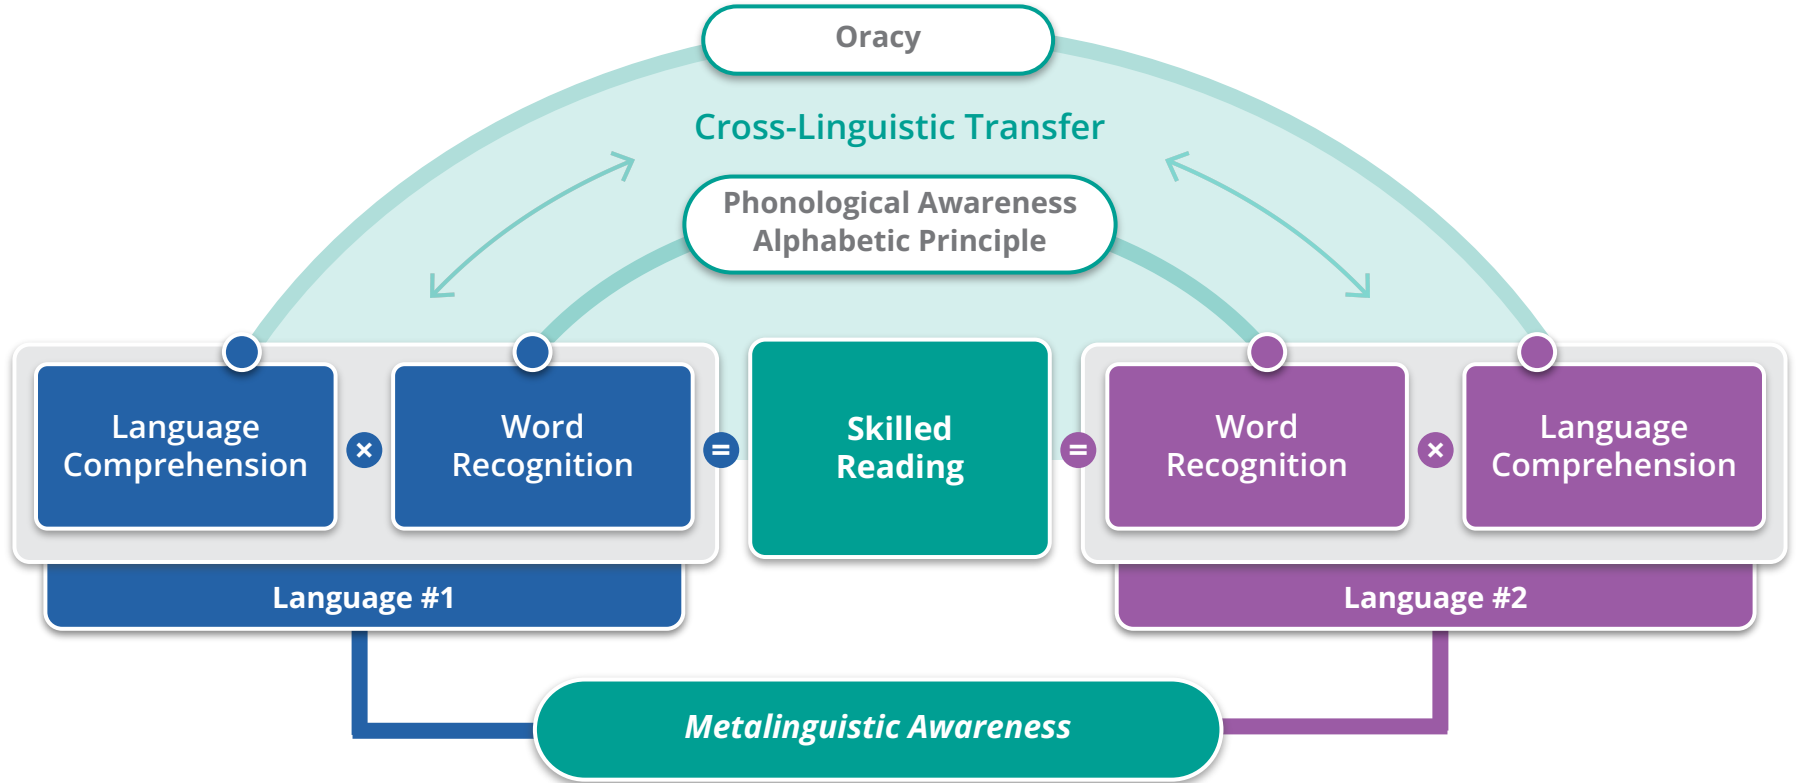 Oracy
Cross-Linguistic Transfer
Phonological Awareness
Alphabetic Principle
Language
Comprehension
×
Word
Recognition
=
Skilled
Reading
=
Word
Recognition
×
Language
Comprehension
Language #1
Language #2
Metalinguistic Awareness